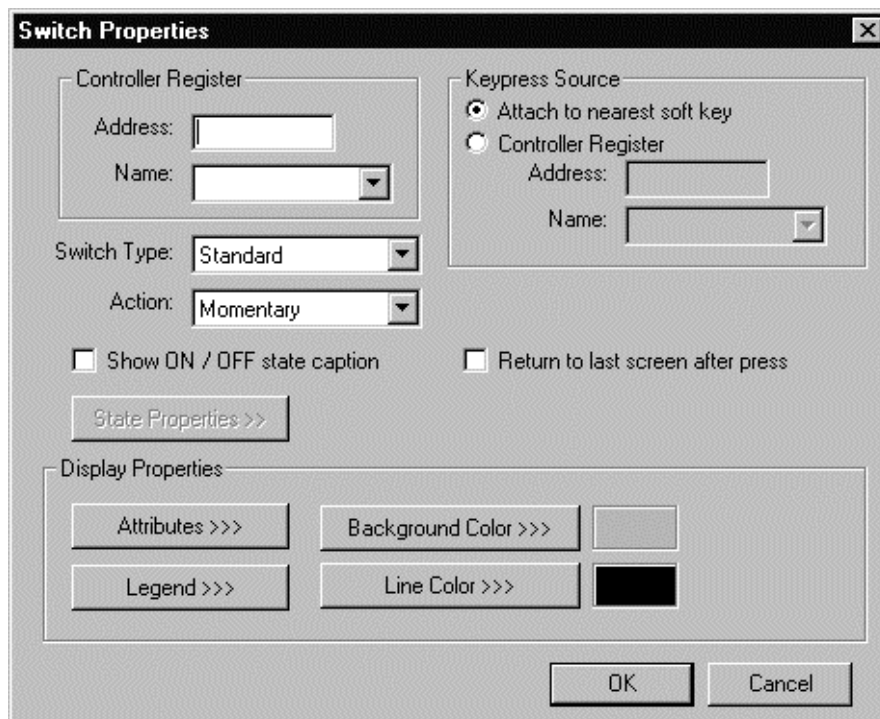 Switch Properties
Controller Register
Address:
Name:
Keypress Source
Attach to nearest soft key
Controller Register
Address:
Name:
Switch Type: Standard
Action: Momentary
Show ON / OFF state caption
Return to last screen after press
State Properties >>
Display Properties
Attributes >>>
Background Color >>>
Legend >>>
Line Color >>>
OK
Cancel